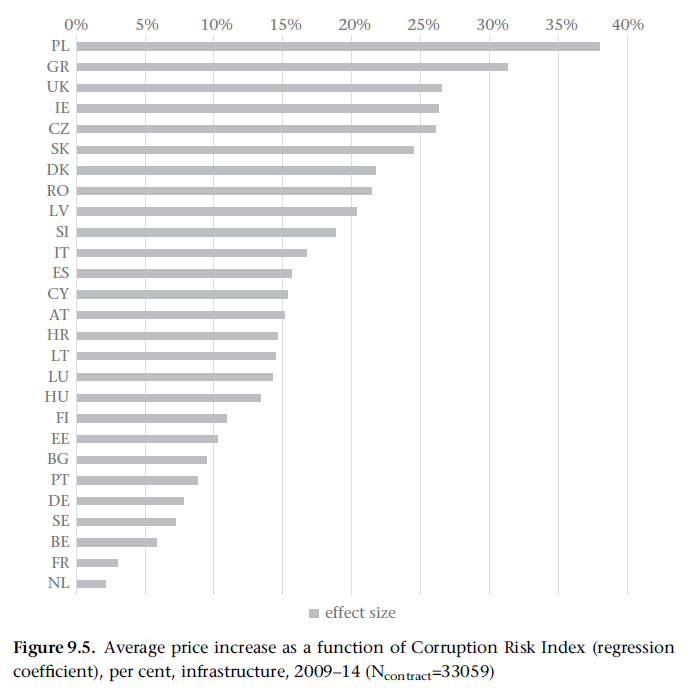 0% 5% 10% 15% 20% 25% 30% 35% 40%
PL
GR
UK
IE
CZ
SK
DK
RO
LV
SI
IT
ES
CY
AT
HR
LT
LU
HU
FI
EE
BG
PT
DE
SE
BE
FR
NL
effect size
Figure 9.5. Average price increase as a function of Corruption Risk Index (regression
coefficient), per cent, infrastructure, 2009–14 (Ncontract=33059)